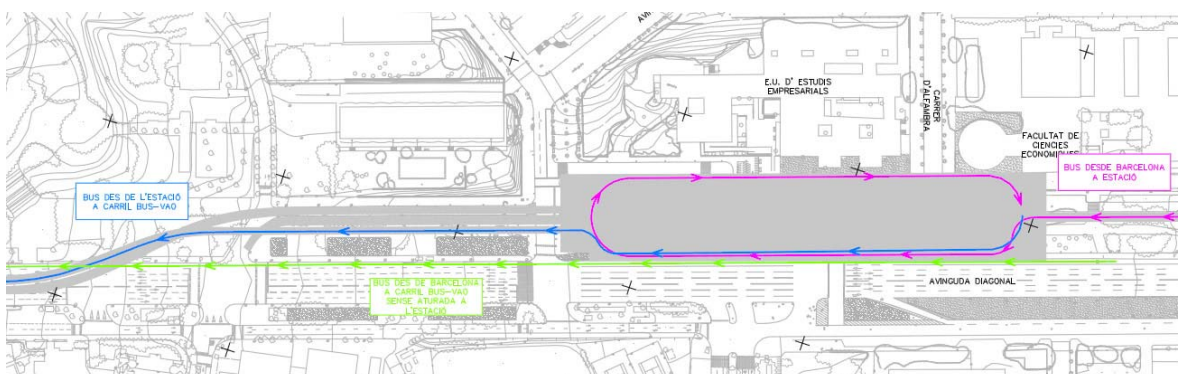 AVIN
E.U. D' ESTUDIS
EMPRESARIALS
CARRER
D'ALFAMBRA
FACULTAT DE
CIENCIES
ECONOMIQUES
BUS DESDE BARCELONA
A ESTACIÓ
BUS DES DE L'ESTACIÓ
A CARRIL BUS-VAO
BUS DES DE BARCELONA
A CARRIL BUS-VAO
SENSE ATURADA A
L'ESTACIÓ
AVINGUDA DIAGONAL